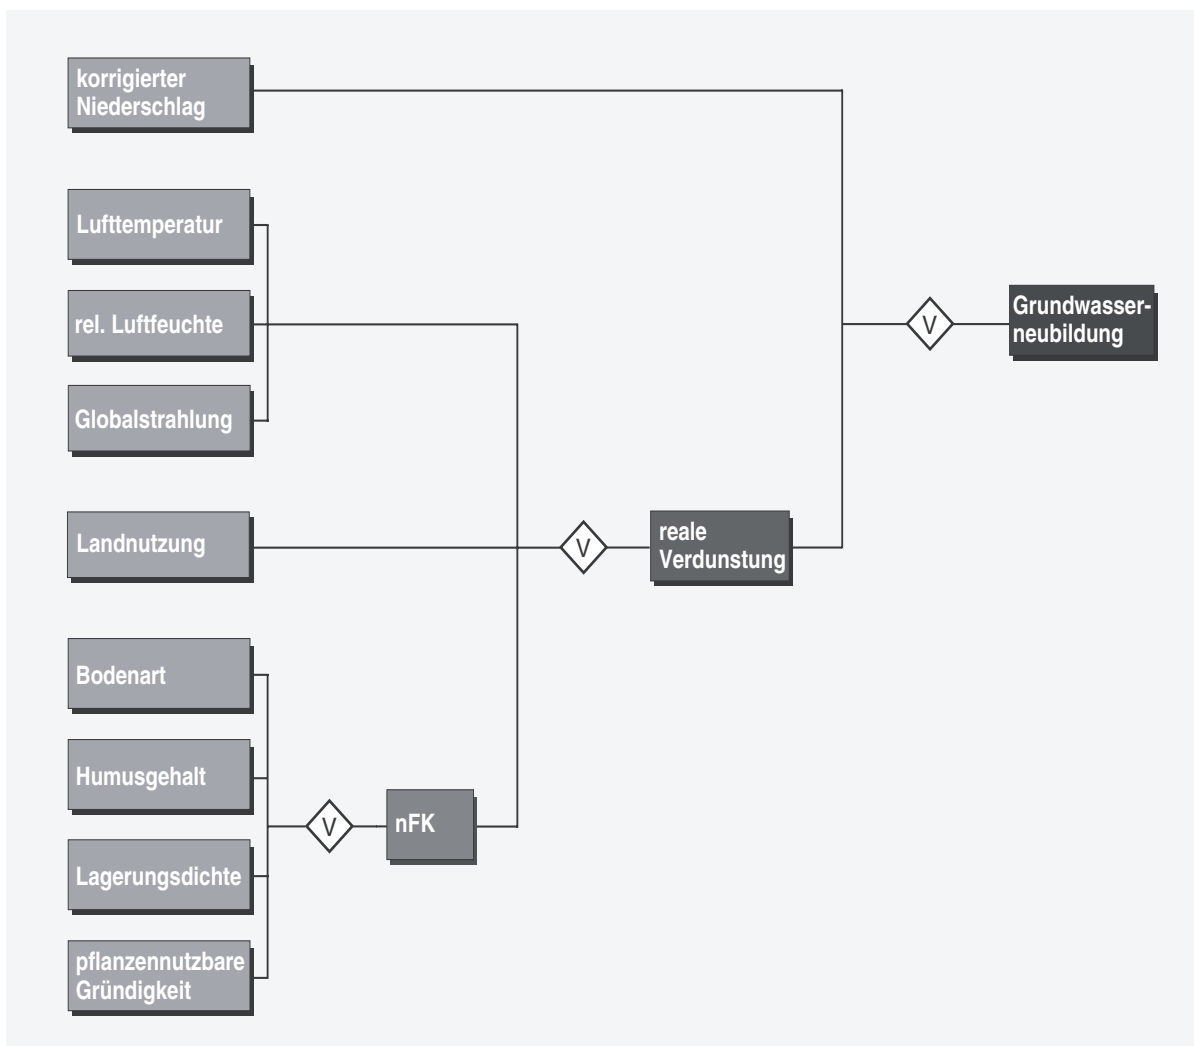 korrigierter
Niederschlag
Lufttemperatur
rel. Luftfeuchte
Globalstrahlung
V
Grundwasser-
neubildung
Landnutzung
V
reale
Verdunstung
Bodenart
Humusgehalt
V
nFK
Lagerungsdichte
pflanzennutzbare
Gründigkeit